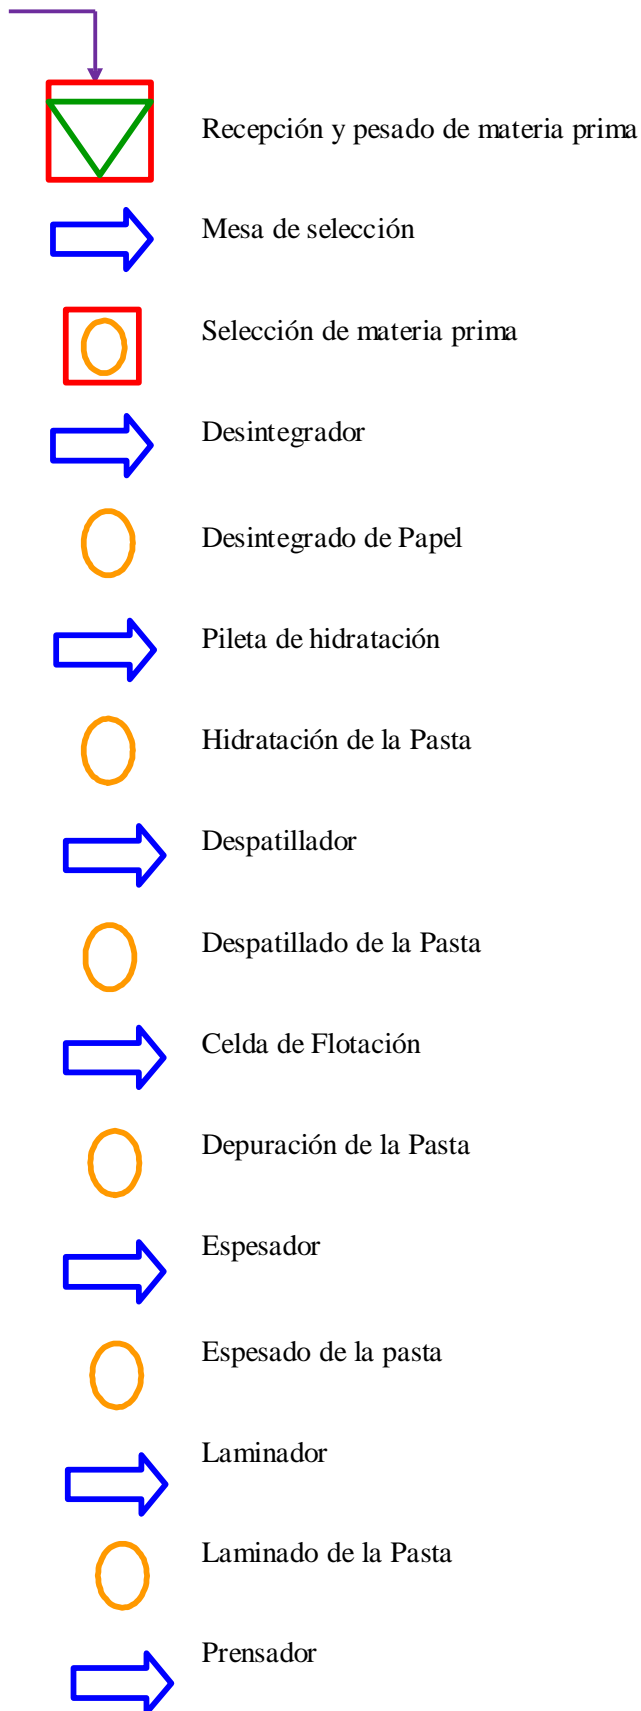 Recepción y pesado de materia prima
Mesa de selección
Selección de materia prima
Desintegrador
Desintegrado de Papel
Pileta de hidratación
Hidratación de la Pasta
Despatillador
Despatillado de la Pasta
Celda de Flotación
Depuración de la Pasta
Espesador
Espesado de la pasta
Laminador
Laminado de la Pasta
Prensador